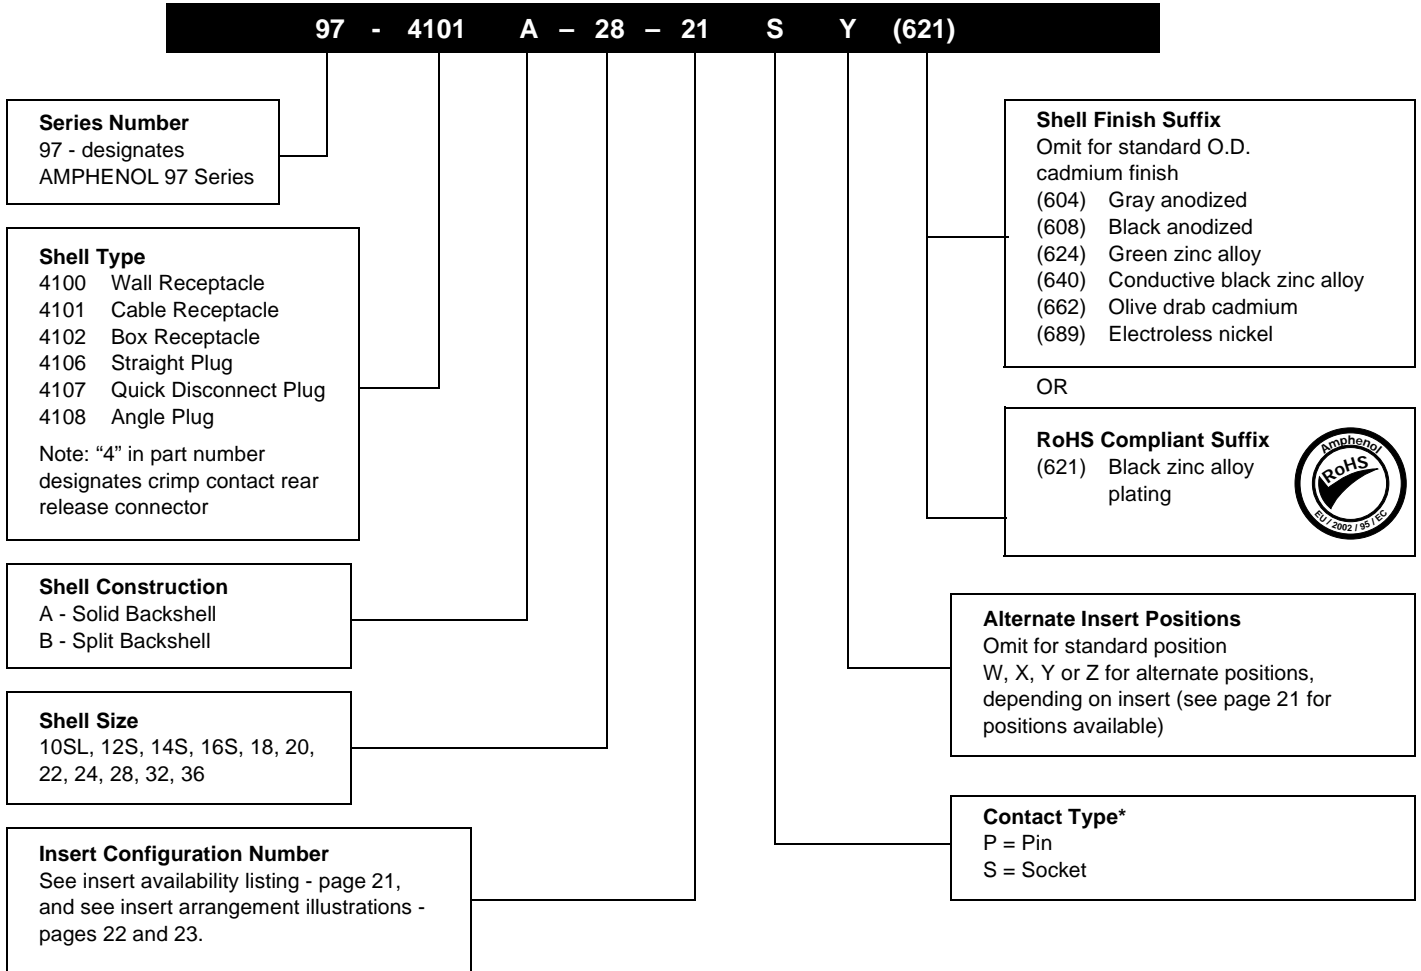 97 - 4101 A – 28 – 21 S Y (621)
Series Number
97 - designates
AMPHENOL 97 Series
Shell Type
4100 Wall Receptacle
4101 Cable Receptacle
4102 Box Receptacle
4106 Straight Plug
4107 Quick Disconnect Plug
4108 Angle Plug
Note: “4” in part number
designates crimp contact rear
release connector
Shell Construction
A - Solid Backshell
B - Split Backshell
Shell Size
10SL, 12S, 14S, 16S, 18, 20,
22, 24, 28, 32, 36
Insert Configuration Number
See insert availability listing - page 21,
and see insert arrangement illustrations -
pages 22 and 23.
Shell Finish Suffix
Omit for standard O.D.
cadmium finish
(604) Gray anodized
(608) Black anodized
(624) Green zinc alloy
(640) Conductive black zinc alloy
(662) Olive drab cadmium
(689) Electroless nickel
OR
RoHS Compliant Suffix
(621) Black zinc alloy
plating
Amphenol
RoHS
EU / 2002 / 95 / EC
Alternate Insert Positions
Omit for standard position
W, X, Y or Z for alternate positions,
depending on insert (see page 21 for
positions available)
Contact Type*
P = Pin
S = Socket